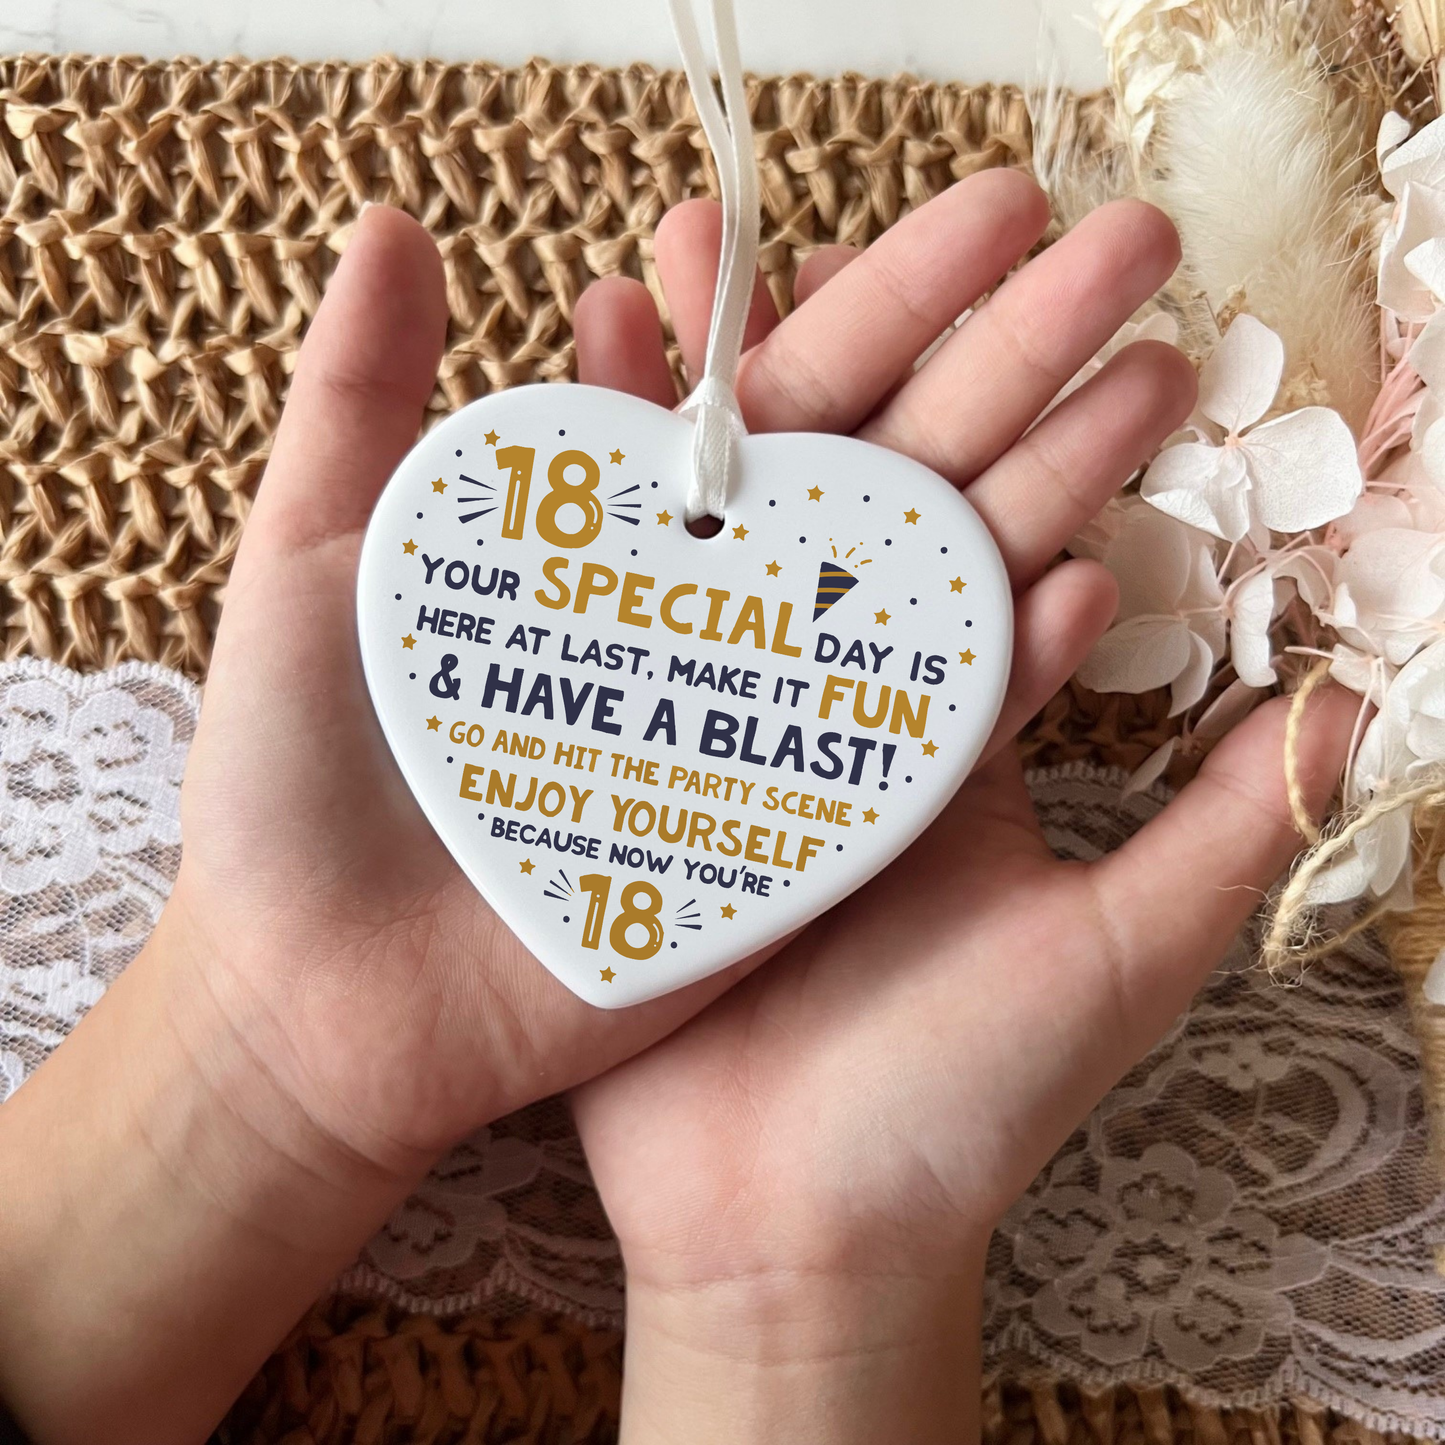 18
YOUR SPECIAL DAY IS
HERE AT LAST, MAKE IT FUN
& HAVE A BLAST!
GO AND HIT THE PARTY SCENE
ENJOY YOURSELF
BECAUSE NOW YOU'RE
18